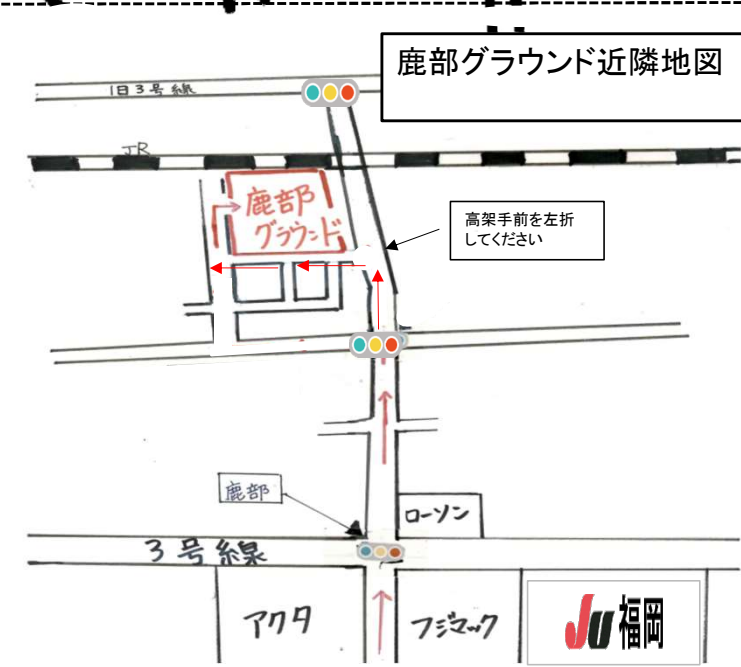 鹿部グラウンド近隣地図
旧3号線
JR
鹿部
グラウンド
高架手前を左折
してください
鹿部
ローソン
3号線
アクタ
フジマック
JU福岡